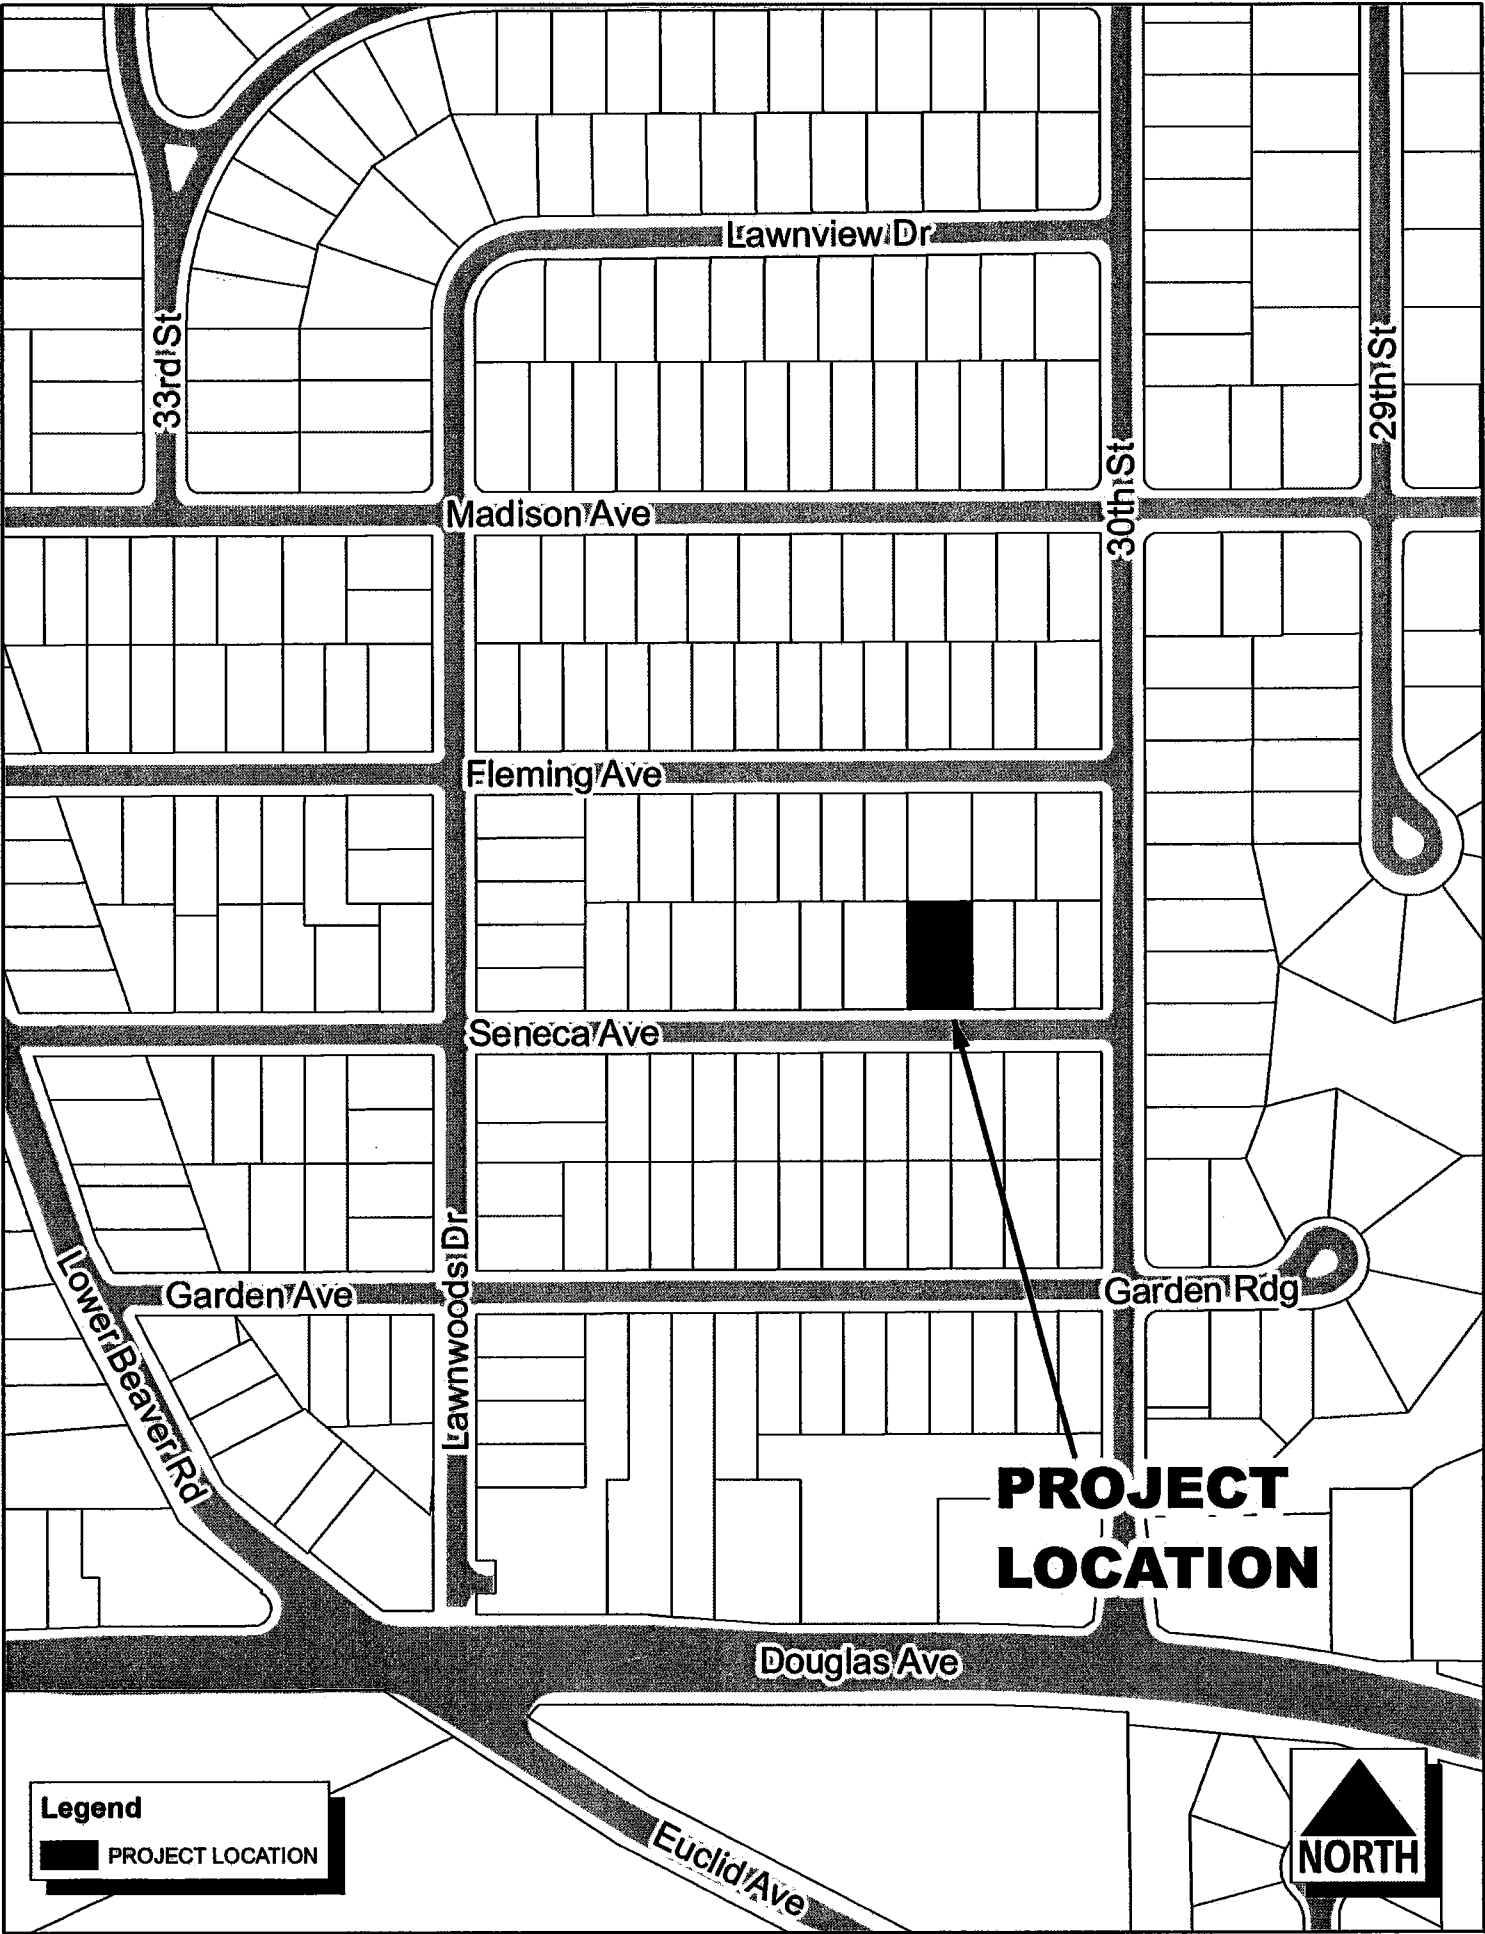 Lawnview Dr
33rd St
29th St
30th St
Madison Ave
Fleming Ave
Seneca Ave
Lawnwoods Dr
Garden Ave
Garden Rdg
Lower Beaver Rd
PROJECT
LOCATION
Douglas Ave
Euclid Ave
Legend
PROJECT LOCATION
NORTH